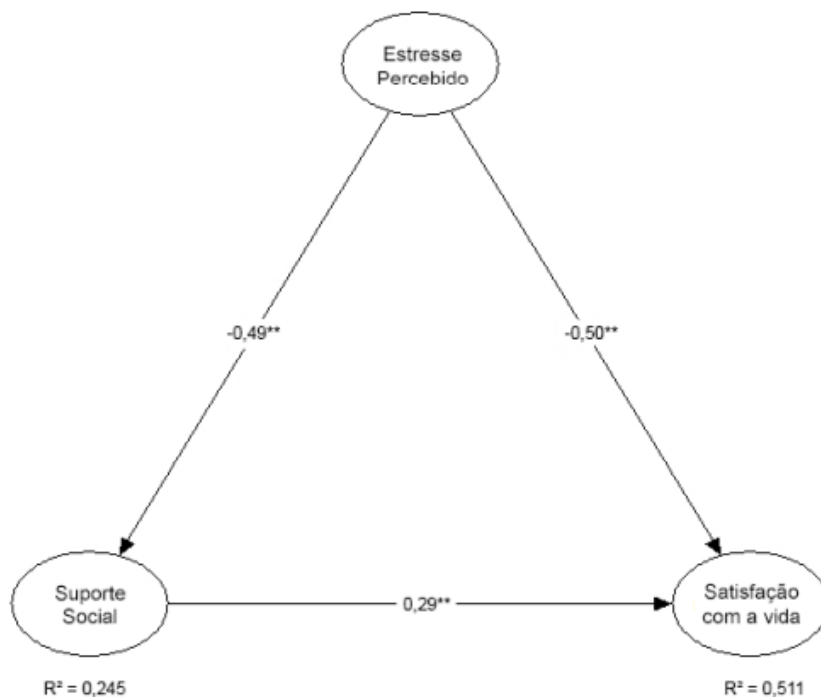 Estresse
Percebido
-0,49**
-0,50**
Suporte
Social
0,29**
Satisfação
com a vida
R² = 0,245
R² = 0,511